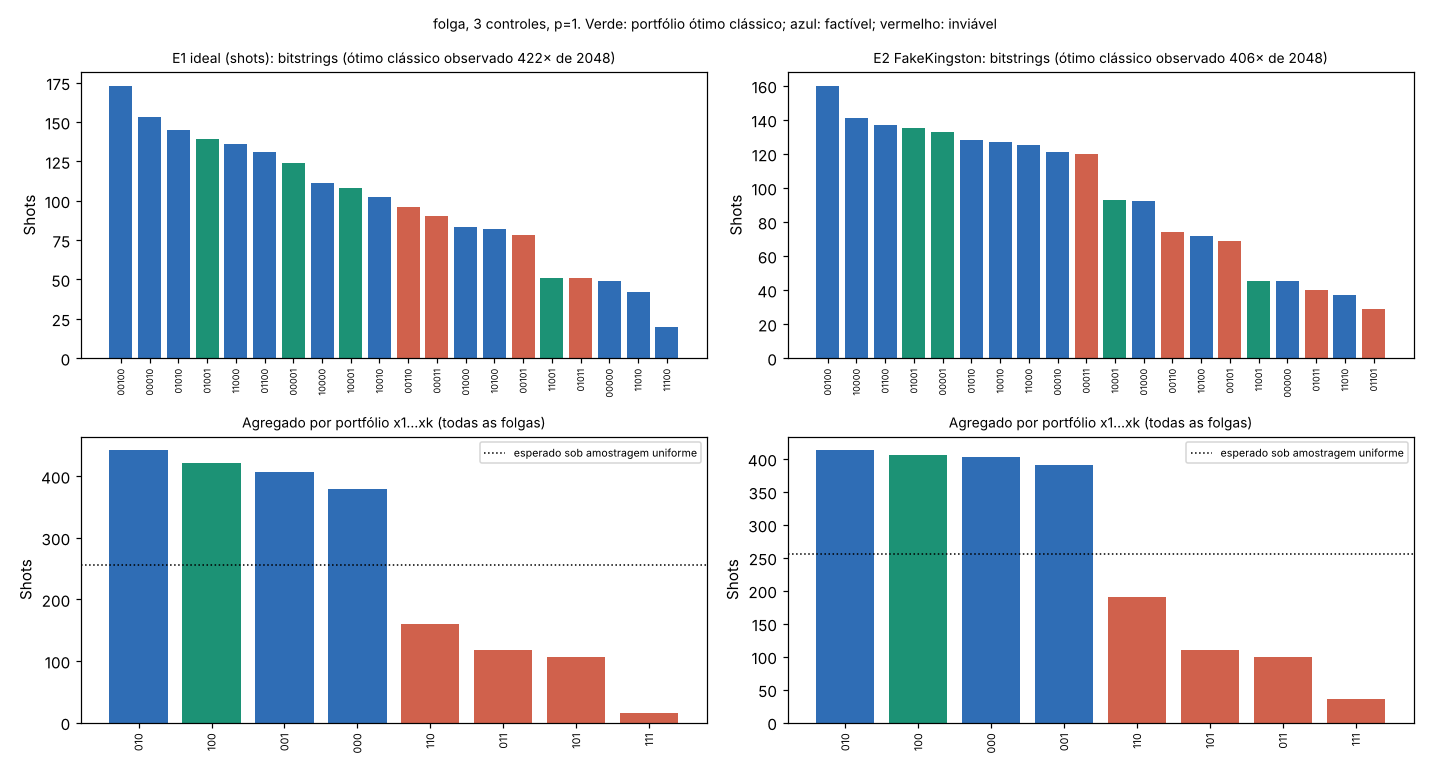 folga, 3 controles, p=1. Verde: portfólio ótimo clássico; azul: factível; vermelho: inviável
E1 ideal (shots): bitstrings (ótimo clássico observado 422× de 2048)
175
150
125
100
75
50
25
0
Shots
00100 00010 01010 01001 11000 01100 00001 10000 10001 10010 00110 00011 01000 10100 00101 11001 01011 00000 11010 11100
E2 FakeKingston: bitstrings (ótimo clássico observado 406× de 2048)
160
140
120
100
80
60
40
20
0
Shots
00100 10000 01100 01001 00001 01010 10010 11000 00010 00011 10001 01000 00110 10100 00101 11001 00000 01011 11010 01101
Agregado por portfólio x1...xk (todas as folgas)
esperado sob amostragem uniforme
400
300
200
100
0
Shots
010 100 001 000 110 011 101 111
Agregado por portfólio x1...xk (todas as folgas)
esperado sob amostragem uniforme
400
350
300
250
200
150
100
50
0
Shots
010 100 000 001 110 101 011 111